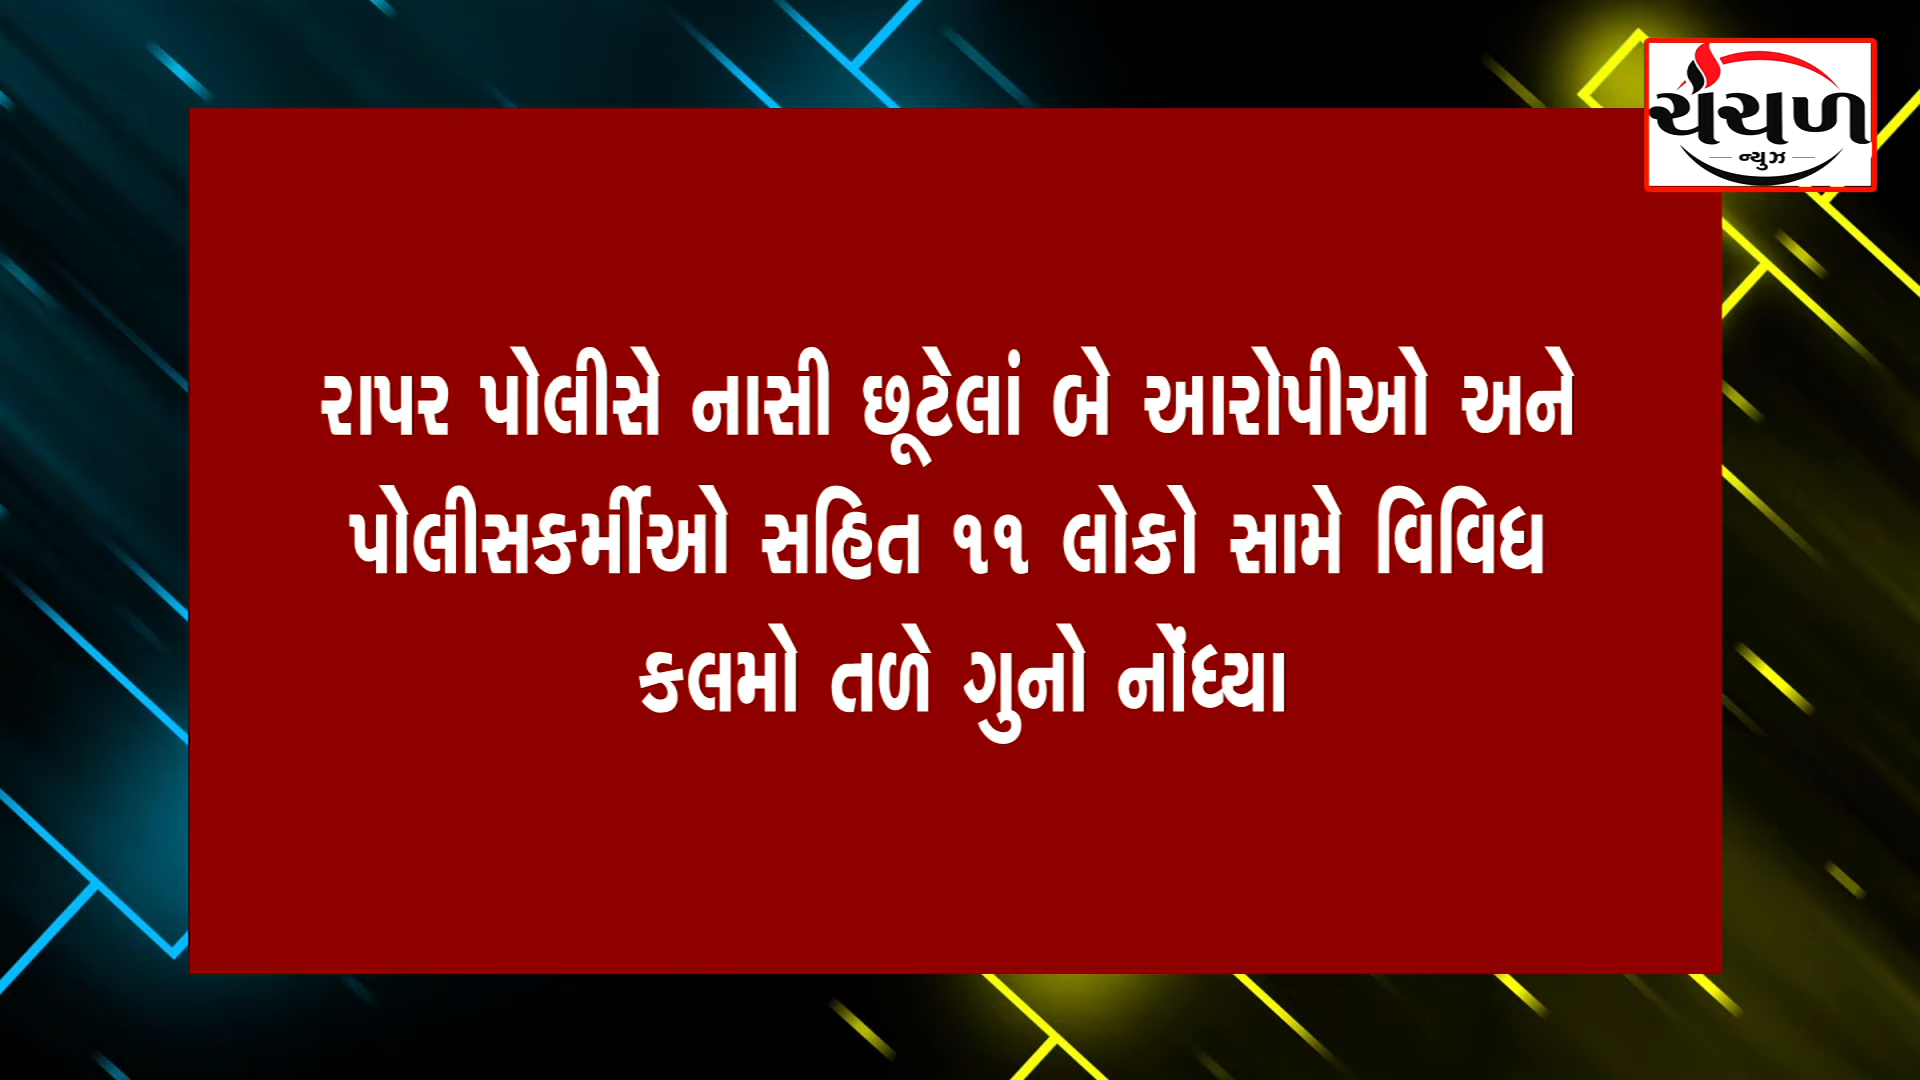 ચંચળ
ન્યુઝ
રાપર પોલીસે નાસી છૂટેલાં બે આરોપીઓ અને
પોલીસકર્મીઓ સહિત ૧૧ લોકો સામે વિવિધ
કલમો તળે ગુનો નોંધ્યા